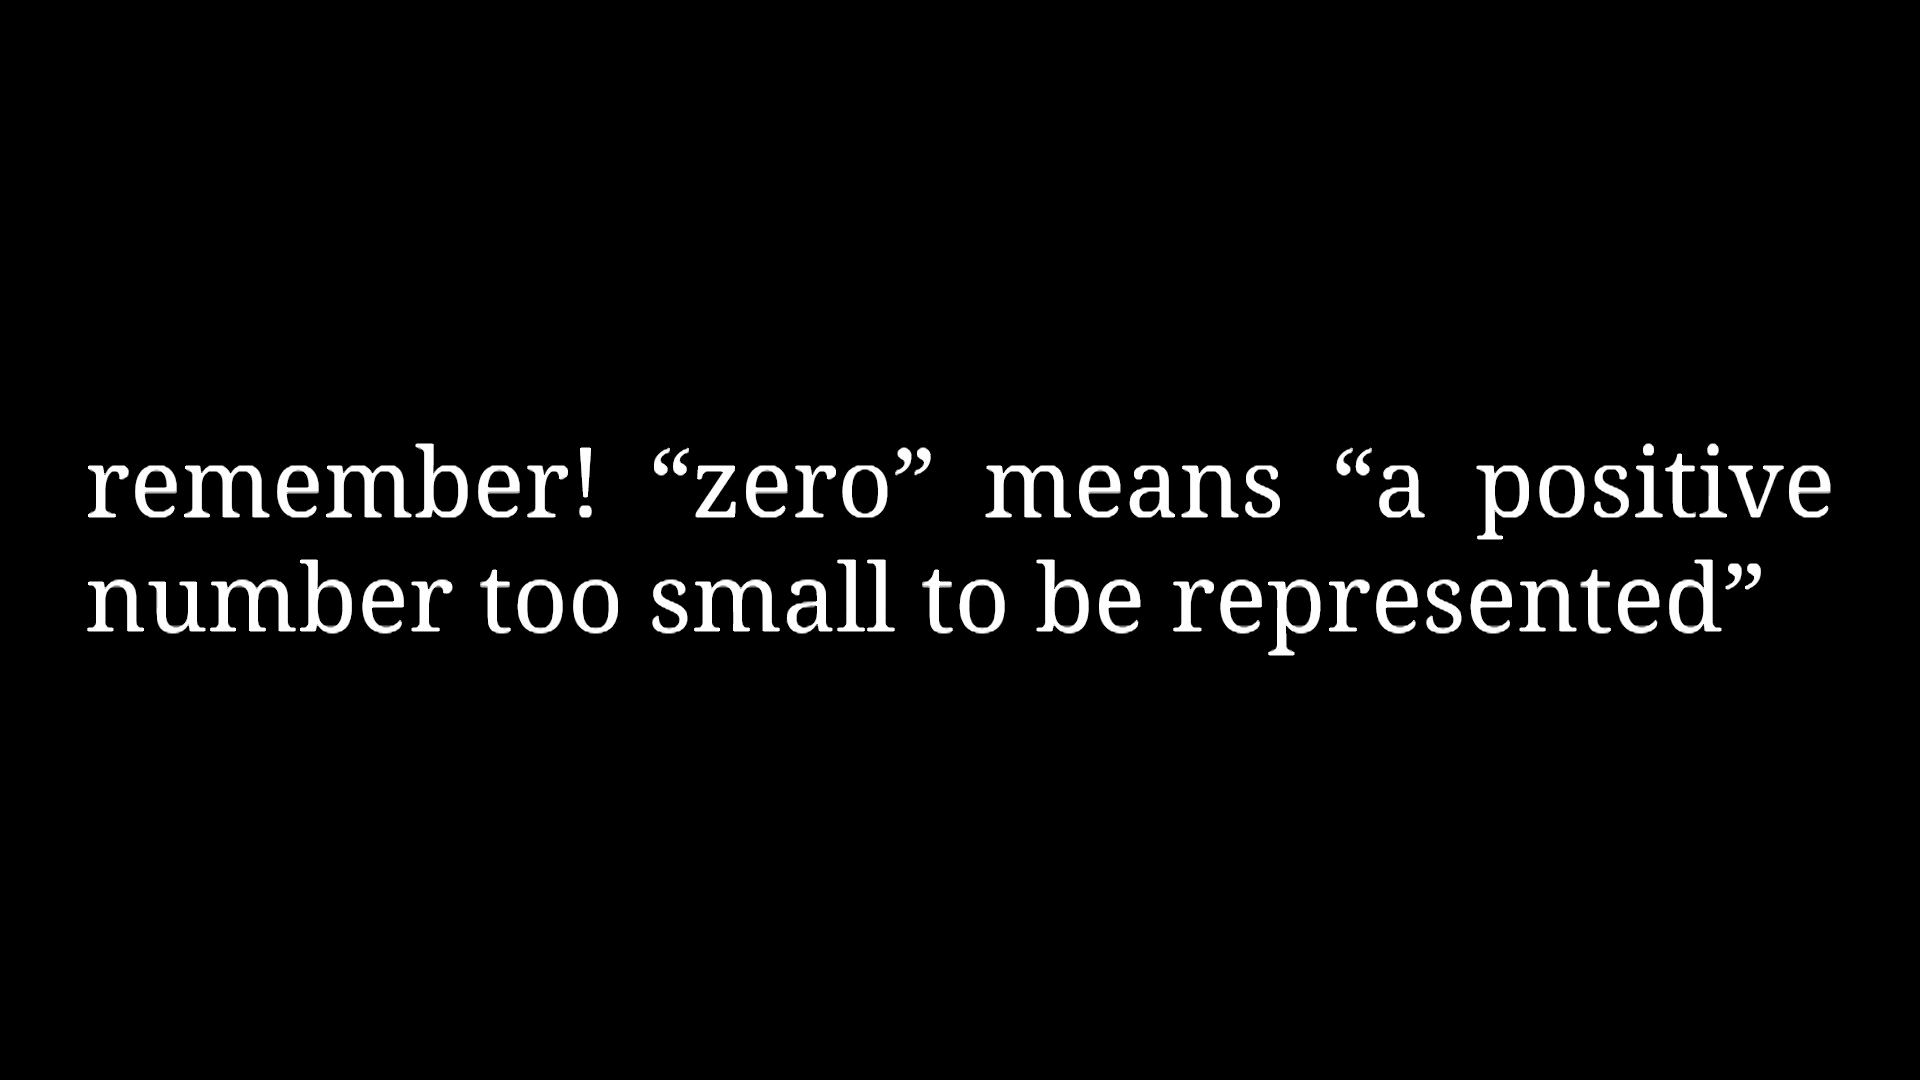 remember! “zero” means “a positive
number too small to be represented”